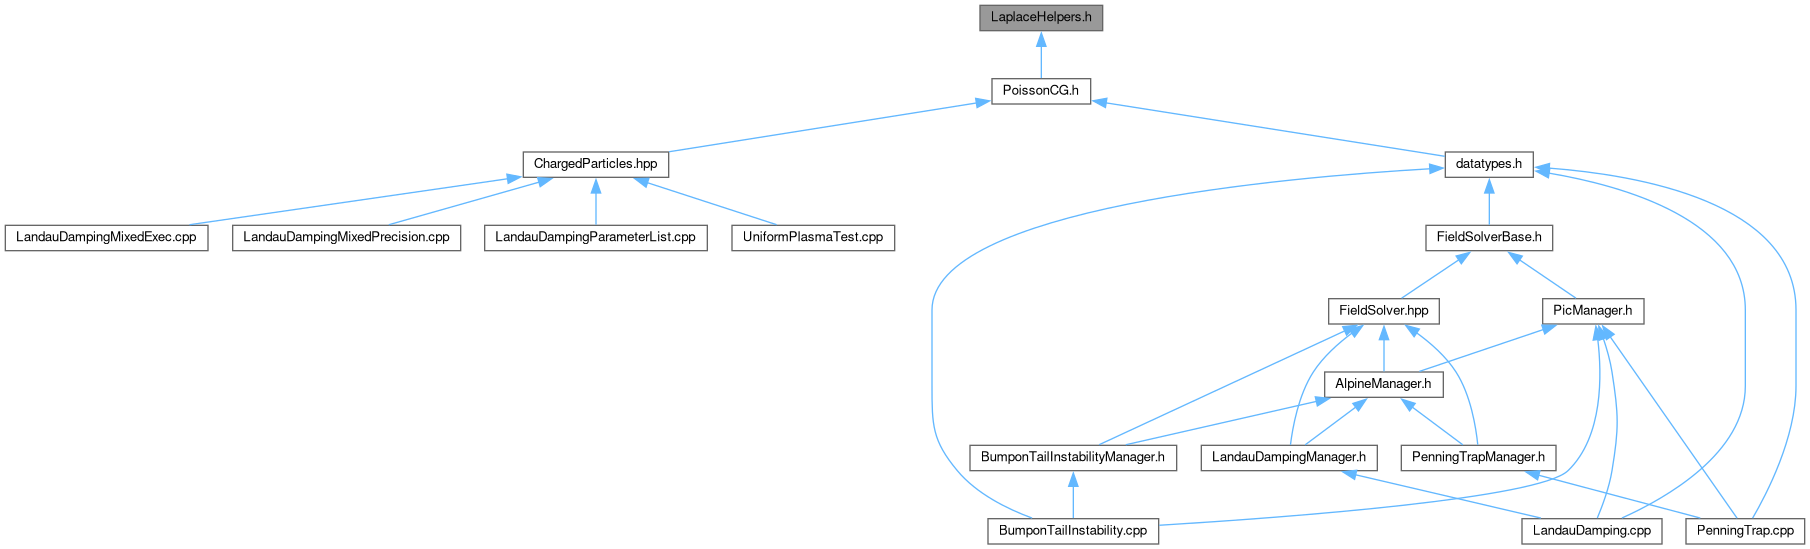 LaplaceHelpers.h
PoissonCG.h
ChargedParticles.hpp
datatypes.h
LandauDampingMixedExec.cpp
LandauDampingMixedPrecision.cpp
LandauDampingParameterList.cpp
UniformPlasmaTest.cpp
FieldSolverBase.h
FieldSolver.hpp
PicManager.h
AlpineManager.h
BumponTailInstabilityManager.h
LandauDampingManager.h
PenningTrapManager.h
BumponTailInstability.cpp
LandauDamping.cpp
PenningTrap.cpp